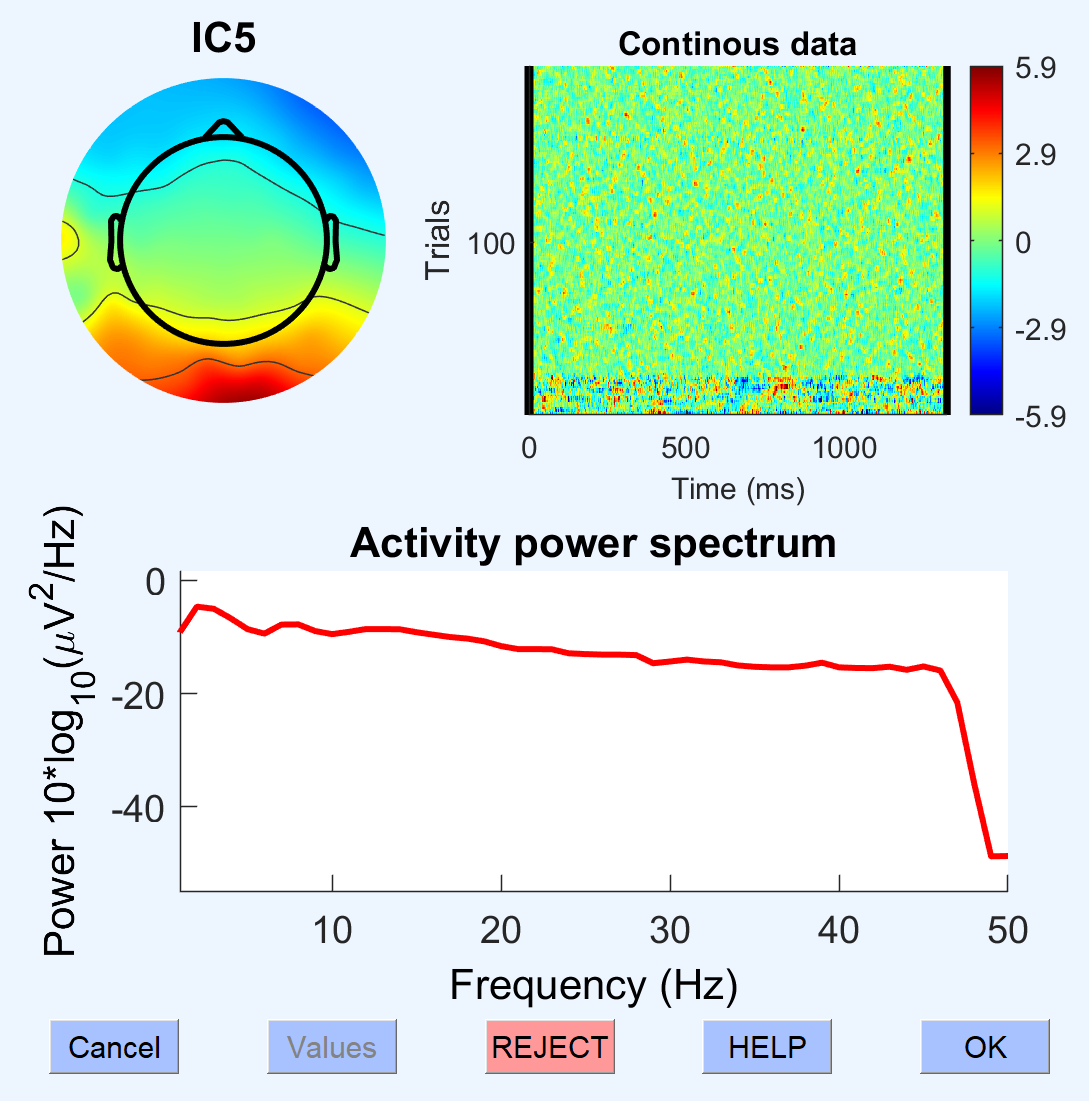 IC5
Continous data
5.9
2.9
0
-2.9
-5.9
Trials
100
0 500 1000
Time (ms)
Activity power spectrum
Power 10*log10(μV2/Hz)
0
-20
-40
10 20 30 40 50
Frequency (Hz)
Cancel Values REJECT HELP OK